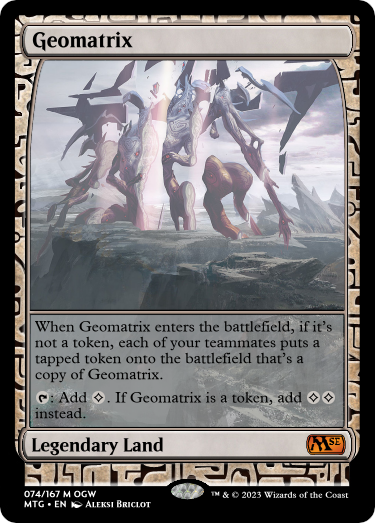 Geomatrix
When Geomatrix enters the battlefield, if it's
not a token, each of your teammates puts a
tapped token onto the battlefield that's a
copy of Geomatrix.
: Add . If Geomatrix is a token, add
instead.
Legendary Land
M SE
074/167 M OGW
MTG • EN Aleksi Briclot
™ & © 2023 Wizards of the Coast